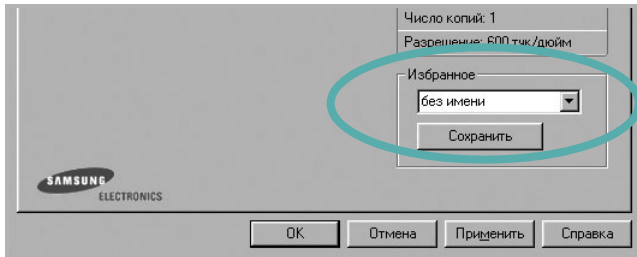 Число копий: 1
Разрешение: 600 тчк/дюйм
Избранное
без имени
Сохранить
SAMSUNG
ELECTRONICS
OK Отмена Применить Справка